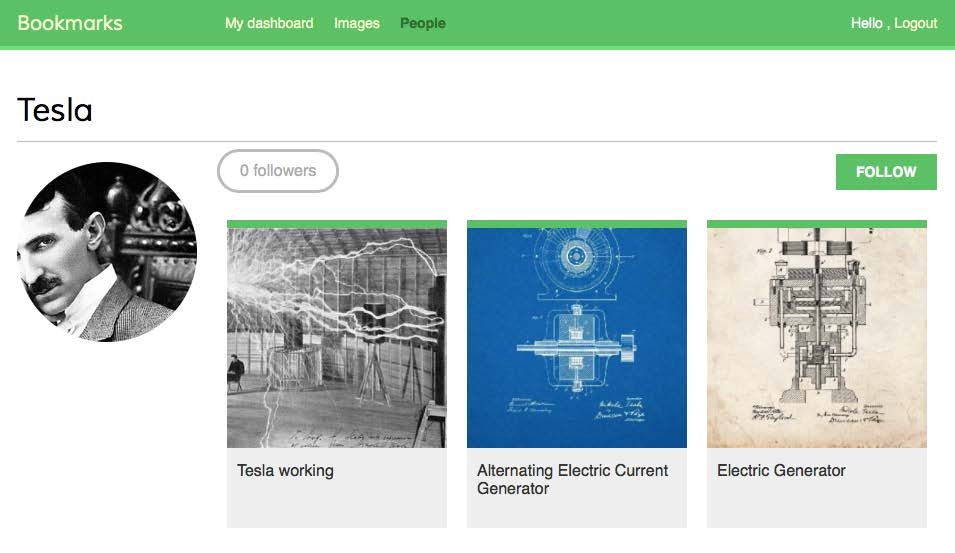 Bookmarks My dashboard Images People Hello , Logout
Tesla
0 followers FOLLOW
Tesla working
Alternating Electric Current
Generator
Electric Generator